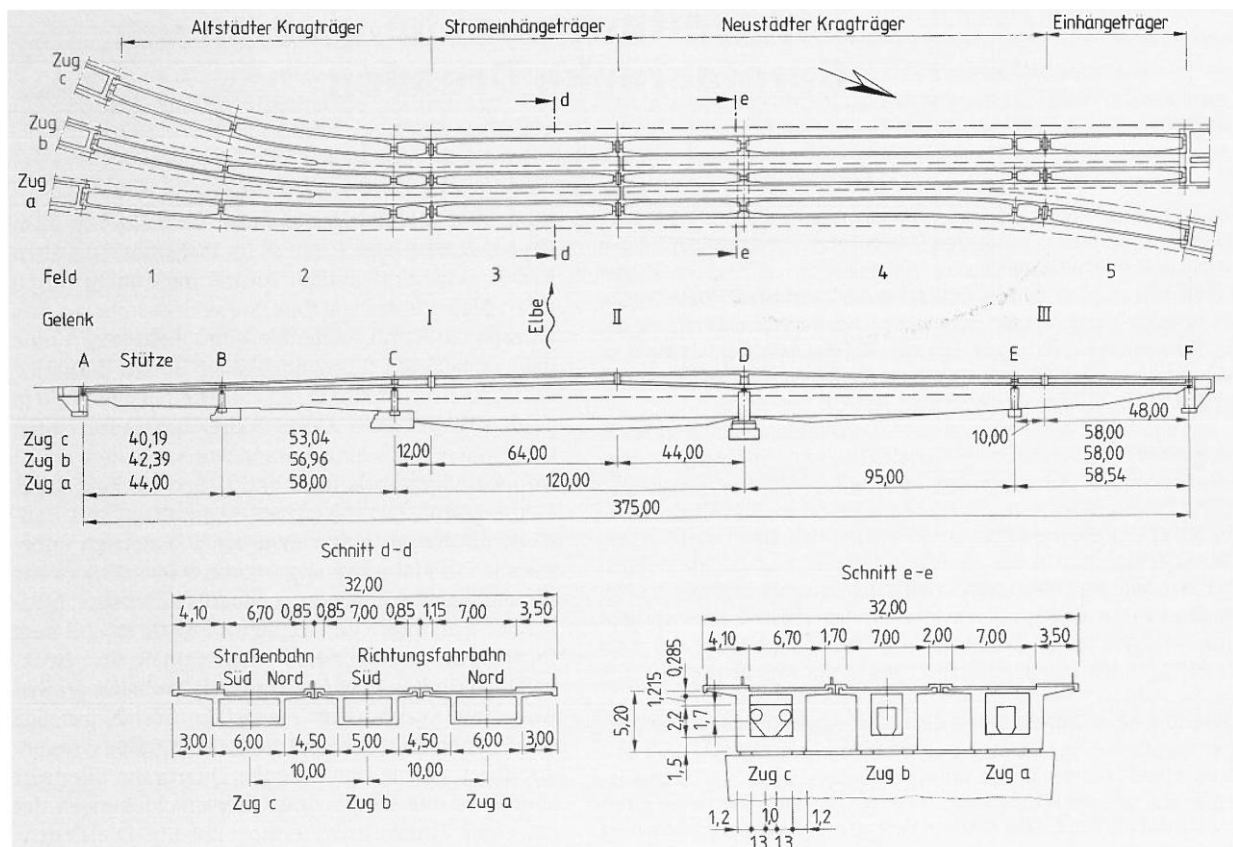 Altstädter Kragträger Stromeinhängeträger Neustädter Kragträger Einhängeträger
Zug c
Zug b
Zug a
d e
d e
Feld 1 2 3 4 5
Gelenk I II III
Elbe
A Stütze B C D E F
48,00
Zug c 40,19 53,04 12,00 64,00 44,00 10,00 58,00
Zug b 42,39 56,96 58,00
Zug a 44,00 58,00 120,00 95,00 58,54
375,00
Schnitt d-d
32,00
4,10 6,70 0,85 0,85 7,00 0,85 1,15 7,00 3,50
Straßenbahn Richtungsfahrbahn
Süd Nord Süd Nord
3,00 6,00 4,50 5,00 4,50 6,00 3,00
10,00 10,00
Zug c Zug b Zug a
Schnitt e-e
32,00
4,10 6,70 1,70 7,00 2,00 7,00 3,50
0,285
1,215
5,20
2,2
1,7
1,5
Zug c Zug b Zug a
1,2 1,0 1,2
1,3 1,3